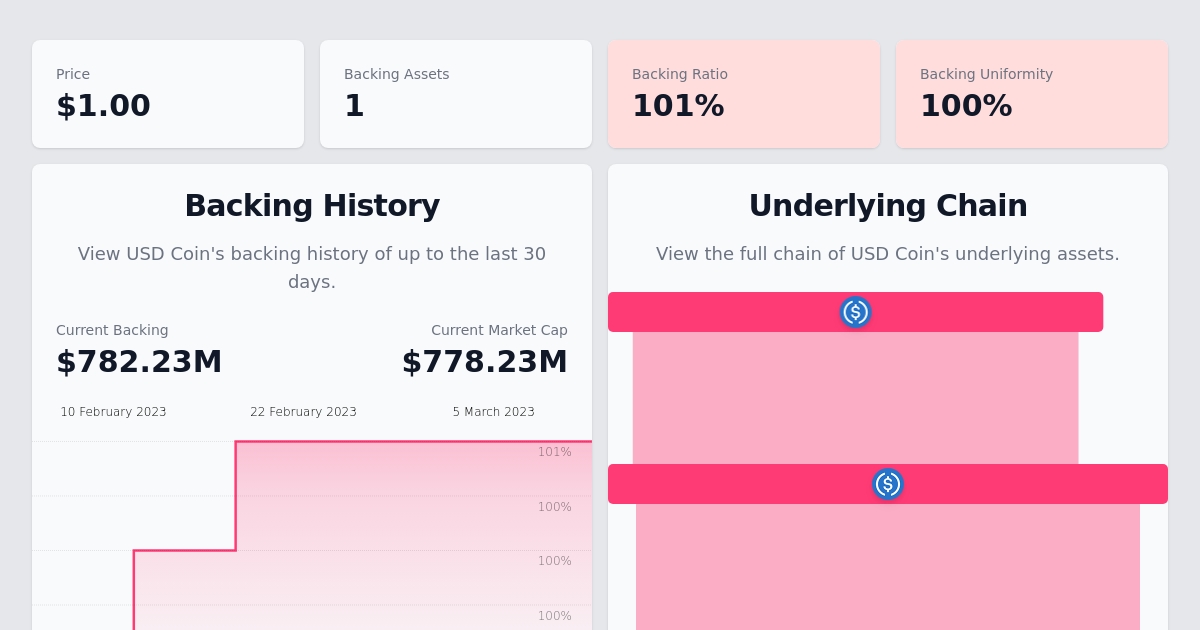 Price
$1.00
Backing Assets
1
Backing Ratio
101%
Backing Uniformity
100%
Backing History
View USD Coin's backing history of up to the last 30
days.
Current Backing
$782.23M
Current Market Cap
$778.23M
10 February 2023
22 February 2023
5 March 2023
101%
100%
100%
100%
Underlying Chain
View the full chain of USD Coin's underlying assets.